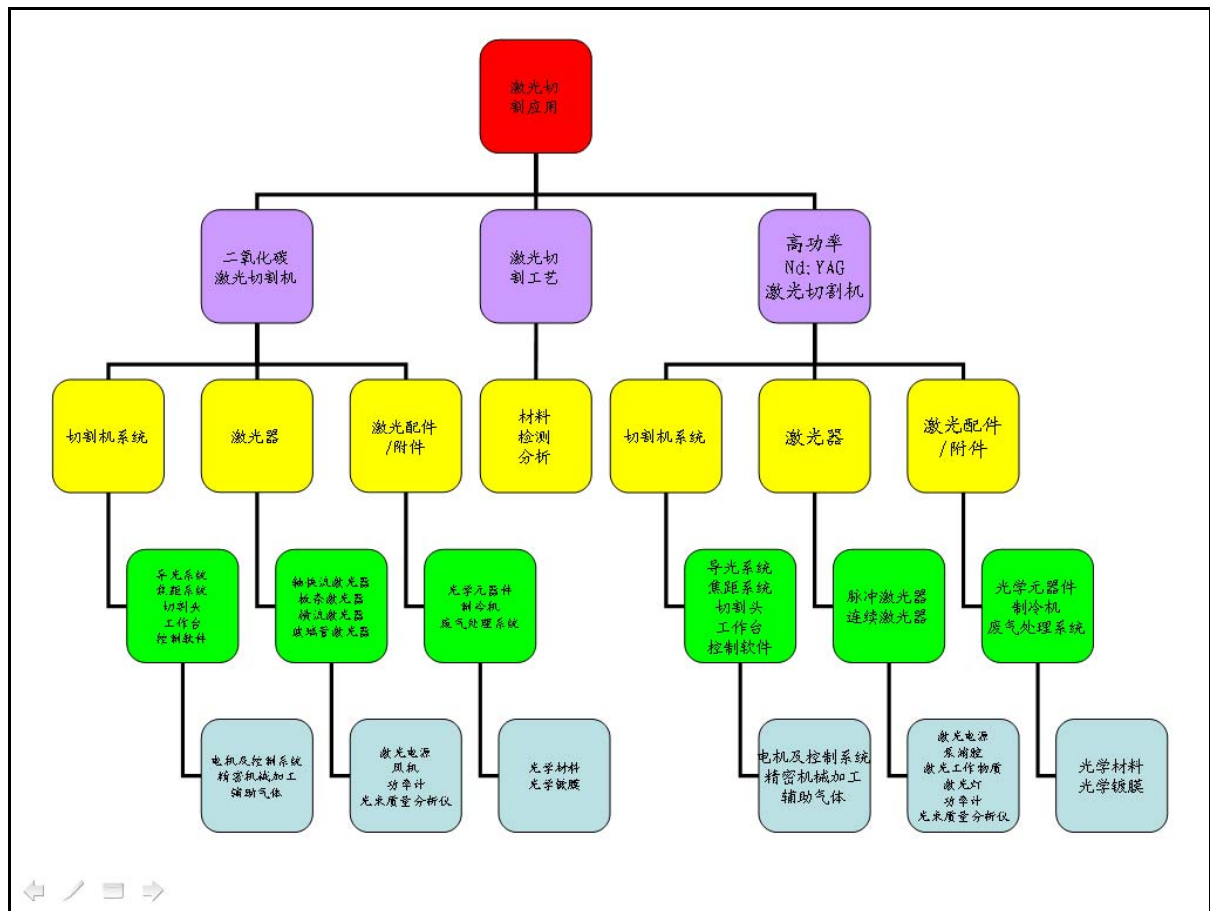 激光切
割应用
二氧化碳
激光切割机
激光切
割工艺
高功率
Nd:YAG
激光切割机
切割机系统
激光器
激光配件
/附件
材料
检测
分析
切割机系统
激光器
激光配件
/附件
导光系统
焦距系统
切割头
工作台
控制软件
轴快流激光器
板条激光器
横流激光器
玻璃管激光器
光学元器件
制冷机
废气处理系统
导光系统
焦距系统
切割头
工作台
控制软件
脉冲激光器
连续激光器
光学元器件
制冷机
废气处理系统
电机及控制系统
精密机械加工
辅助气体
激光电源
风机
功率计
光束质量分析仪
光学材料
光学镀膜
电机及控制系统
精密机械加工
辅助气体
激光电源
泵浦腔
激光工作物质
激光灯
功率计
光束质量分析仪
光学材料
光学镀膜